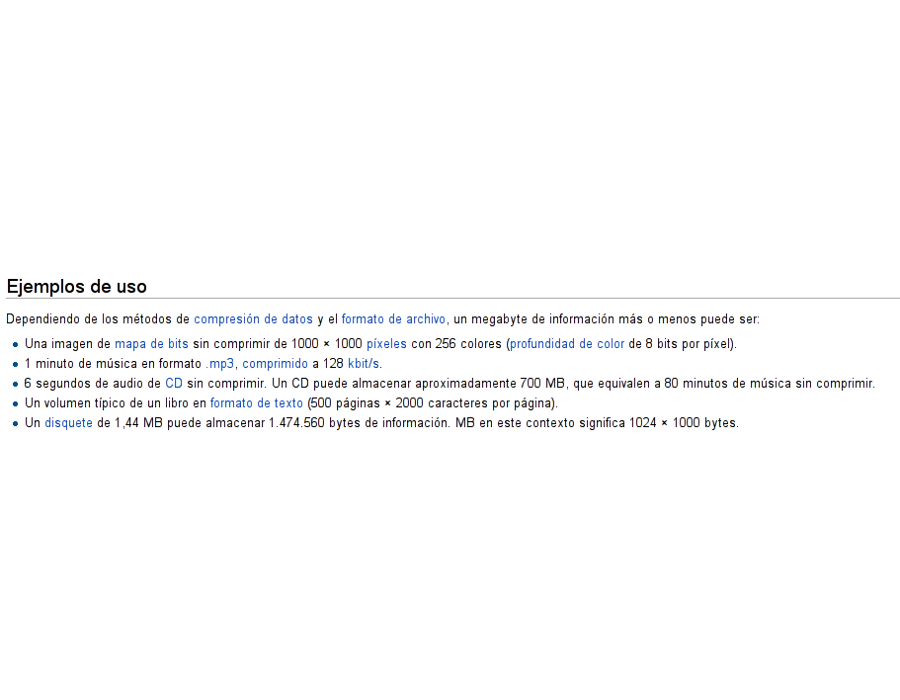 Ejemplos de uso
Dependiendo de los métodos de compresión de datos y el formato de archivo, un megabyte de información más o menos puede ser:
• Una imagen de mapa de bits sin comprimir de 1000 × 1000 píxeles con 256 colores (profundidad de color de 8 bits por píxel).
• 1 minuto de música en formato .mp3, comprimido a 128 kbit/s.
• 6 segundos de audio de CD sin comprimir. Un CD puede almacenar aproximadamente 700 MB, que equivalen a 80 minutos de música sin comprimir.
• Un volumen típico de un libro en formato de texto (500 páginas × 2000 caracteres por página).
• Un disquete de 1,44 MB puede almacenar 1.474.560 bytes de información. MB en este contexto significa 1024 × 1000 bytes.